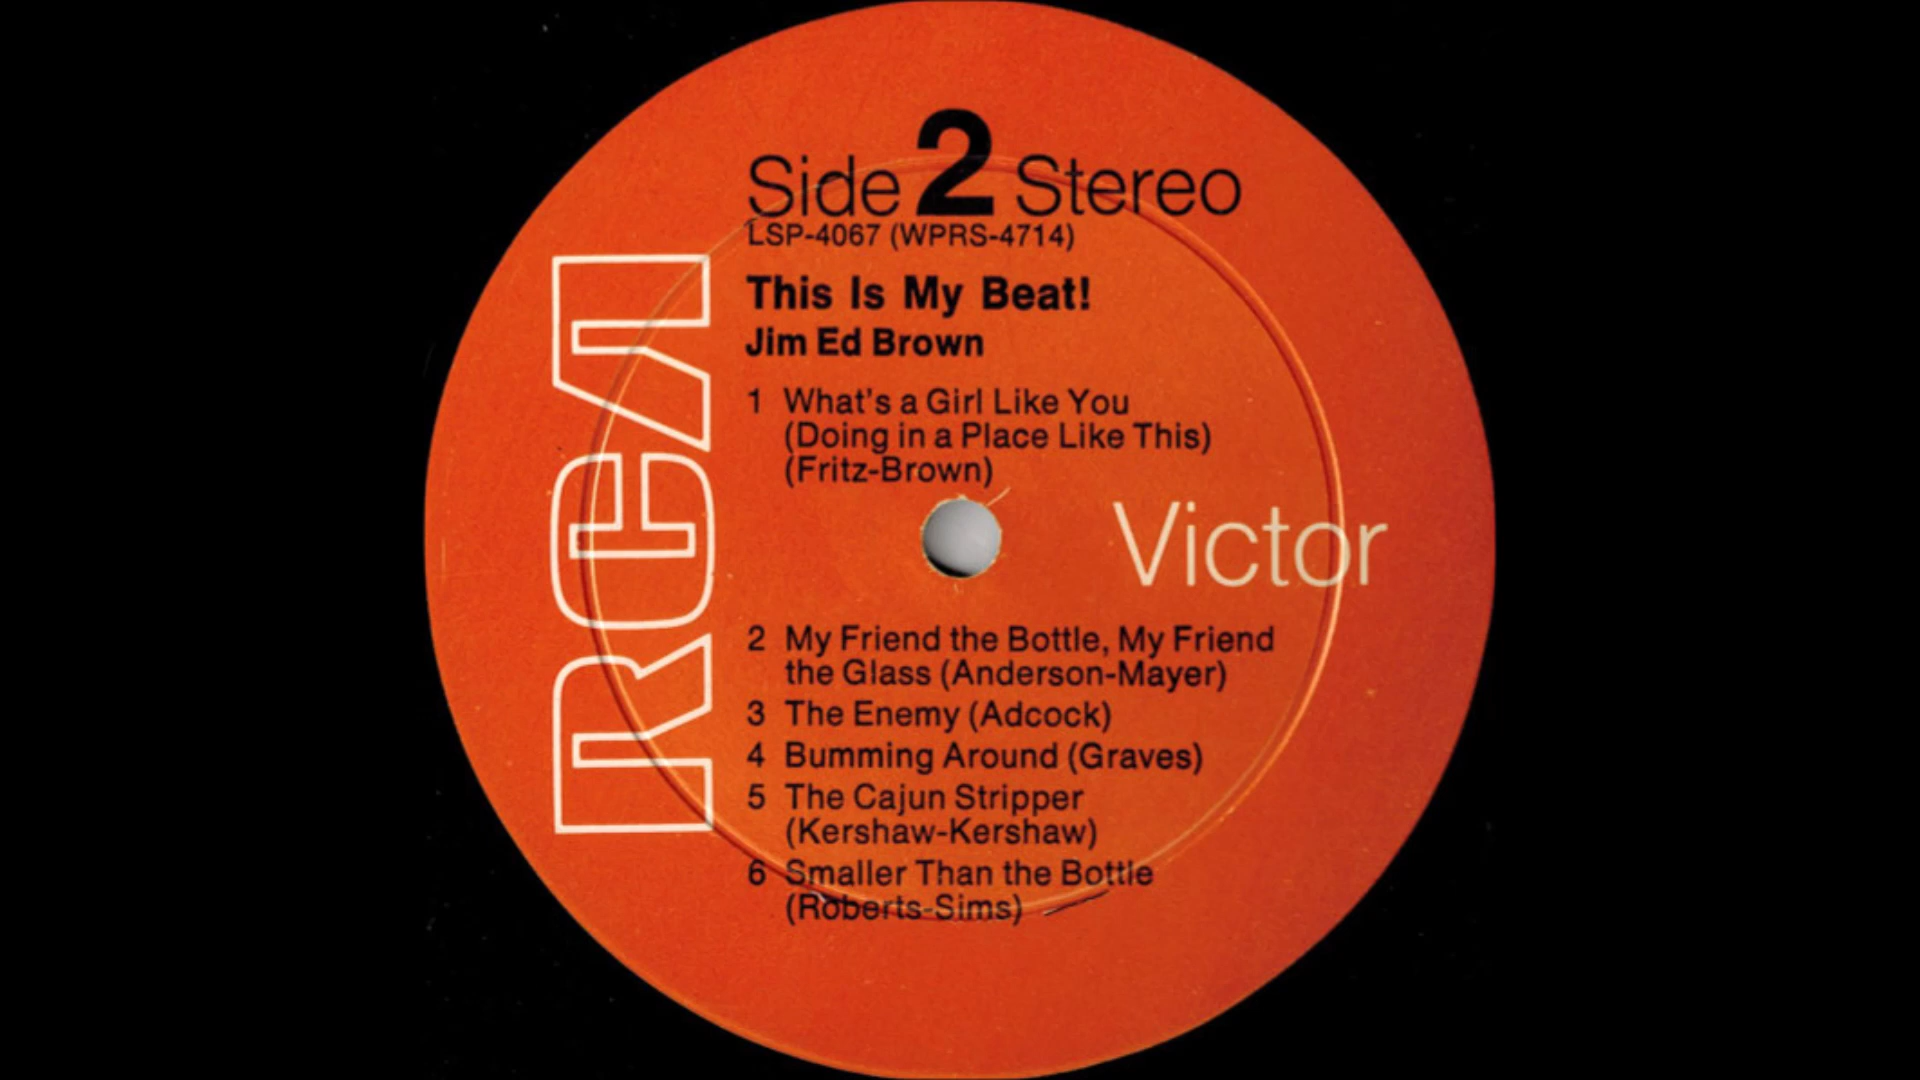 Side 2 Stereo
LSP-4067 (WPRS-4714)
This Is My Beat!
Jim Ed Brown
1 What's a Girl Like You
(Doing in a Place Like This)
(Fritz-Brown)
RCA
Victor
2 My Friend the Bottle, My Friend
the Glass (Anderson-Mayer)
3 The Enemy (Adcock)
4 Bumming Around (Graves)
5 The Cajun Stripper
(Kershaw-Kershaw)
6 Smaller Than the Bottle
(Roberts-Sims)